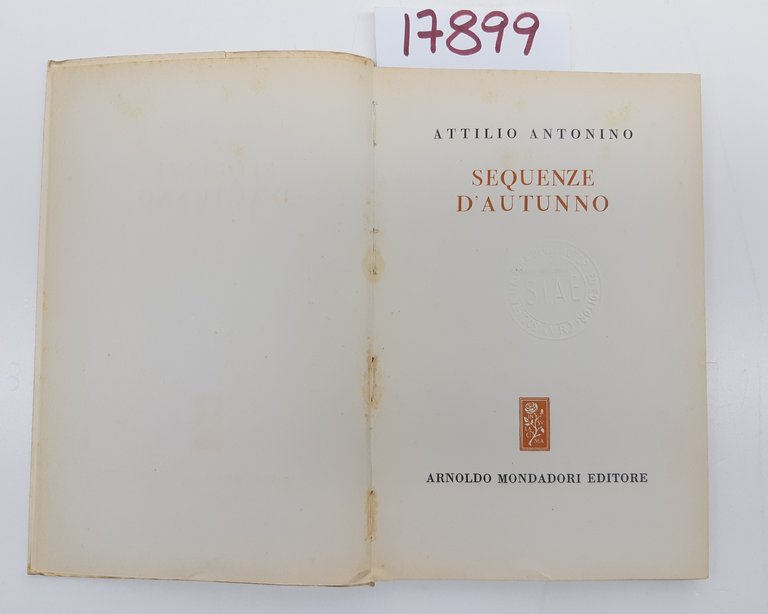 17899
ATTILIO ANTONINO
SEQUENZE
D'AUTUNNO
SIAE
ARNOLDO MONDADORI EDITORE